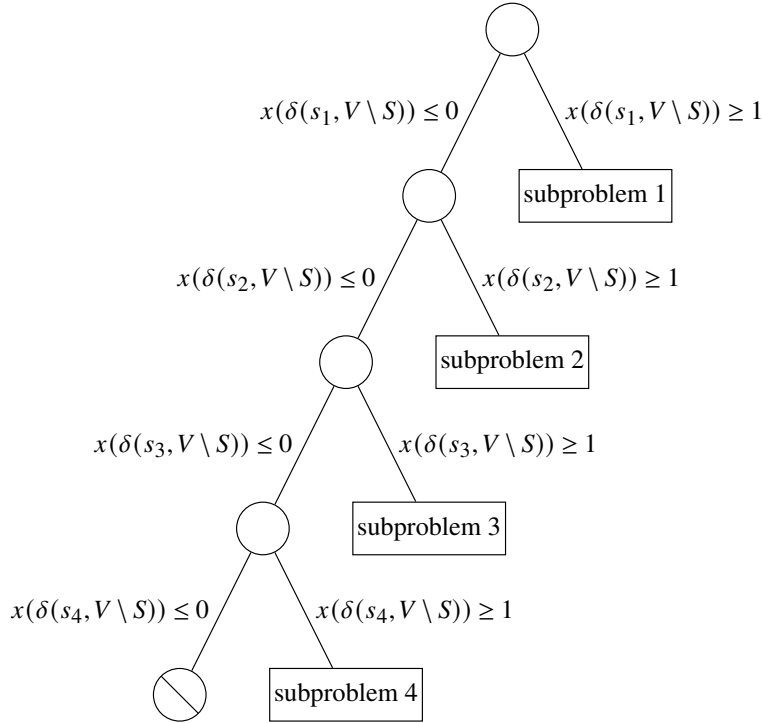 x(δ(s₁, V \ S)) ≤ 0
x(δ(s₁, V \ S)) ≥ 1
subproblem 1
x(δ(s₂, V \ S)) ≤ 0
x(δ(s₂, V \ S)) ≥ 1
subproblem 2
x(δ(s₃, V \ S)) ≤ 0
x(δ(s₃, V \ S)) ≥ 1
subproblem 3
x(δ(s₄, V \ S)) ≤ 0
x(δ(s₄, V \ S)) ≥ 1
subproblem 4